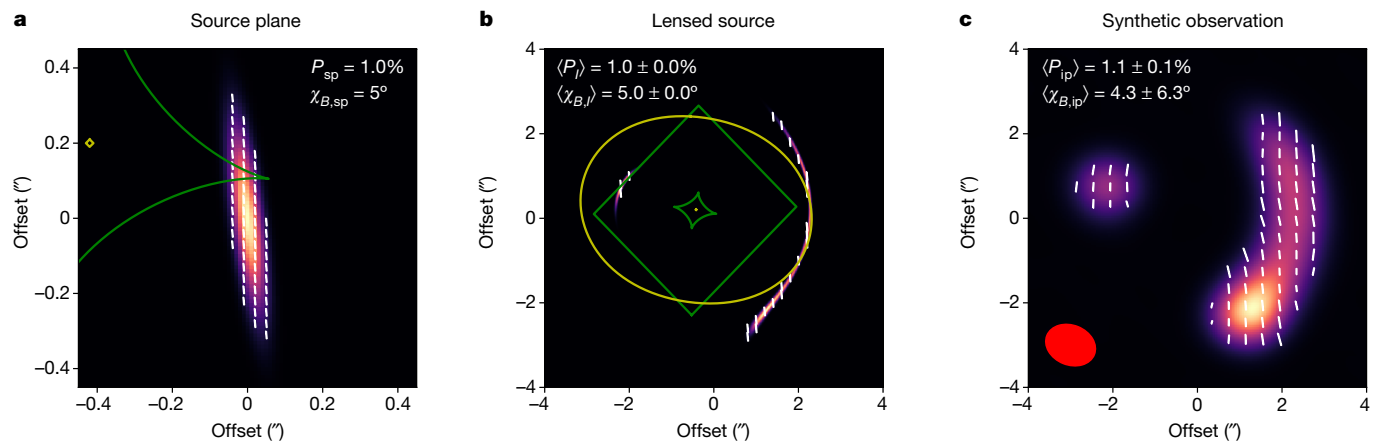 a Source plane
P_sp = 1.0%
χ_B,sp = 5°
Offset (″)
0.4
0.2
0
−0.2
−0.4
−0.4 −0.2 0 0.2 0.4
Offset (″)
b Lensed source
⟨P_l⟩ = 1.0 ± 0.0%
⟨χ_B,l⟩ = 5.0 ± 0.0°
Offset (″)
4
2
0
−2
−4
−4 −2 0 2 4
Offset (″)
c Synthetic observation
⟨P_ip⟩ = 1.1 ± 0.1%
⟨χ_B,ip⟩ = 4.3 ± 6.3°
Offset (″)
4
2
0
−2
−4
−4 −2 0 2 4
Offset (″)